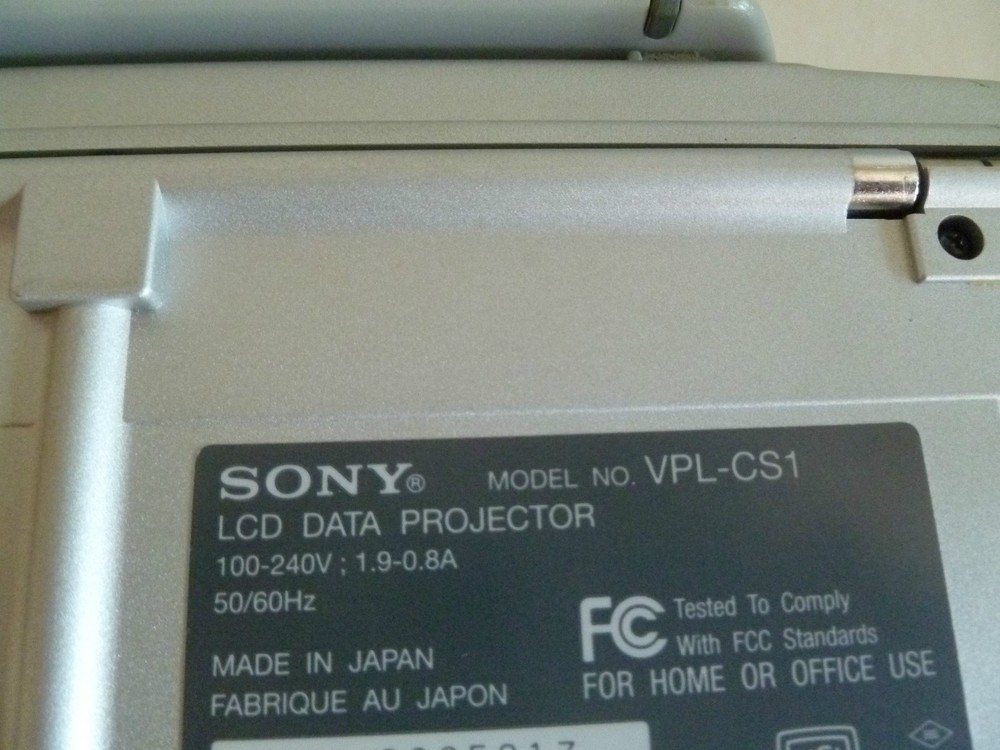 SONY® MODEL NO. VPL-CS1
LCD DATA PROJECTOR
100-240V ; 1.9-0.8A
50/60Hz
FC Tested To Comply
With FCC Standards
FOR HOME OR OFFICE USE
MADE IN JAPAN
FABRIQUE AU JAPON